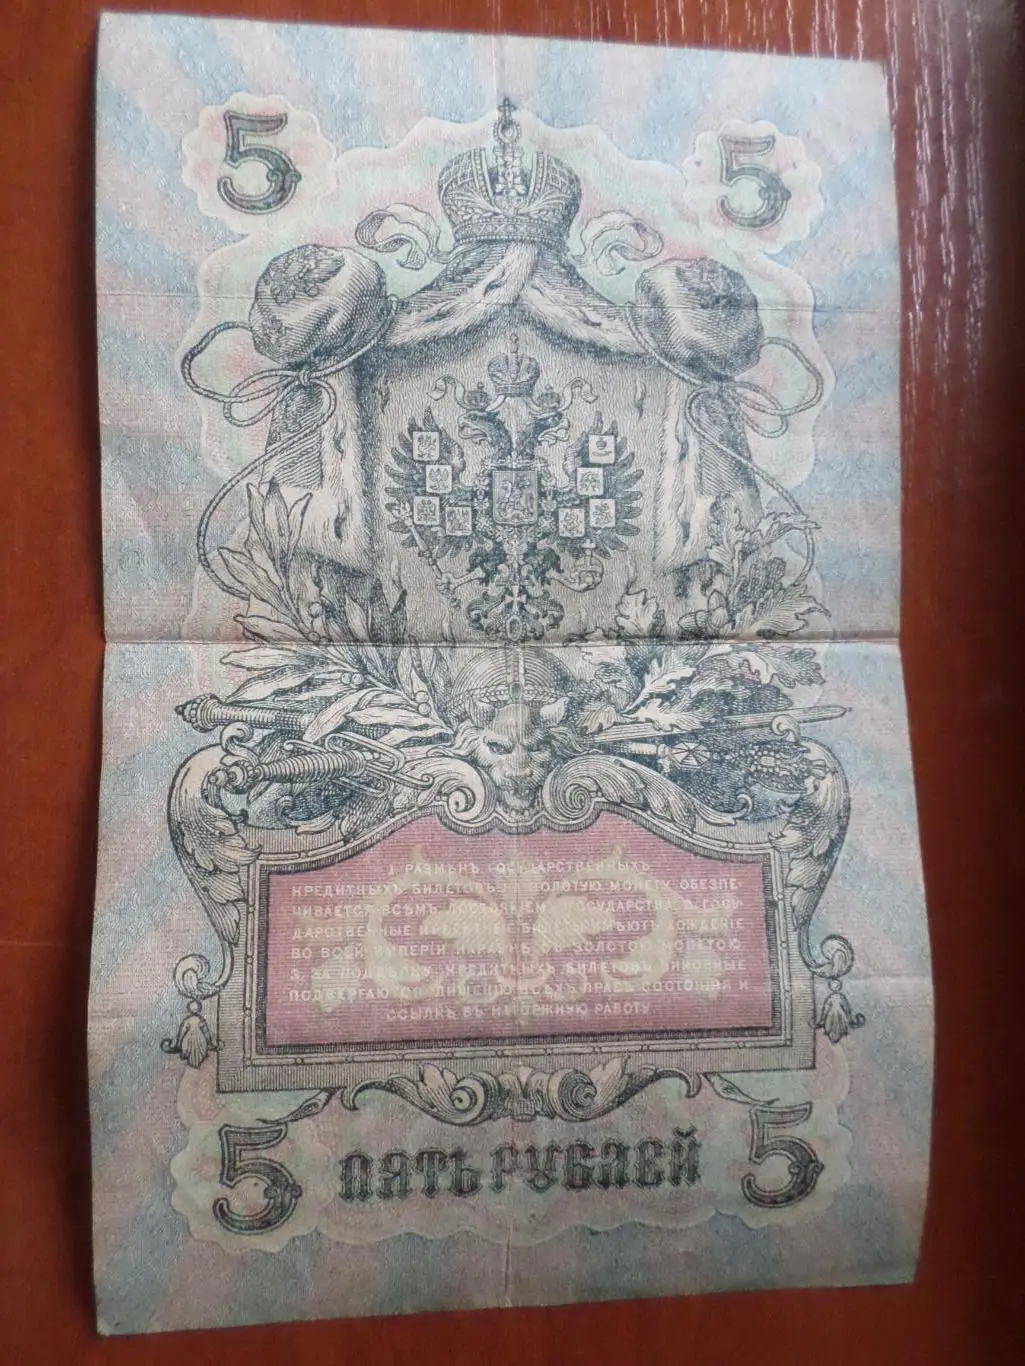 5 5
1 РАЗМѢНЪ ГОСУДАРСТВЕННЫХЪ
КРЕДИТНЫХЪ БИЛЕТОВЪ ЗОЛОТУЮ МОНЕТУ ОБЕЗПЕ-
ЧИВАЕТСЯ ВСѢМЪ ДОСТОЯНІЕМЪ ГОСУДАРСТВА 2 ГОСУ-
ДАРСТВЕННЫЕ КРЕДИТНЫЕ БИЛЕТЫ ИМѢЮТЪ ХОЖДЕНІЕ
ВО ВСЕЙ ИМПЕРІИ НАРАВНѢ СЪ ЗОЛОТОЮ МОНЕТОЮ
3 ЗА ПОДДѢЛКУ КРЕДИТНЫХЪ БИЛЕТОВЪ ВИНОВНЫЕ
ПОДВЕРГАЮТСЯ ЛИШЕНІЮ ВСѢХЪ ПРАВЪ СОСТОЯНІЯ И
ССЫЛКѢ ВЪ КАТОРЖНУЮ РАБОТУ
5 ПЯТЬ РУБЛЕЙ 5